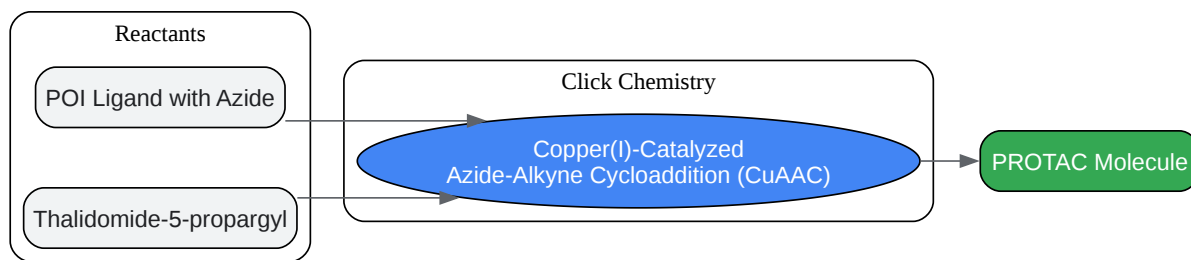 Reactants
POI Ligand with Azide
Thalidomide-5-propargyl
Click Chemistry
Copper(I)-Catalyzed
Azide-Alkyne Cycloaddition (CuAAC)
PROTAC Molecule